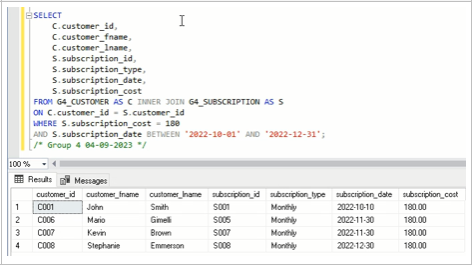 SELECT
C.customer_id,
C.customer_fname,
C.customer_lname,
S.subscription_id,
S.subscription_type,
S.subscription_date,
S.subscription_cost
FROM G4_CUSTOMER AS C INNER JOIN G4_SUBSCRIPTION AS S
ON C.customer_id = S.customer_id
WHERE S.subscription_cost = 180
AND S.subscription_date BETWEEN '2022-10-01' AND '2022-12-31';
/* Group 4 04-09-2023 */
100 %
Results Messages
customer_id customer_fname customer_lname subscription_id subscription_type subscription_date subscription_cost
1 C001 John Smith S001 Monthly 2022-10-10 180.00
2 C006 Mario Gimelli S005 Monthly 2022-11-30 180.00
3 C007 Kevin Brown S007 Monthly 2022-11-30 180.00
4 C008 Stephanie Emmerson S008 Monthly 2022-12-30 180.00